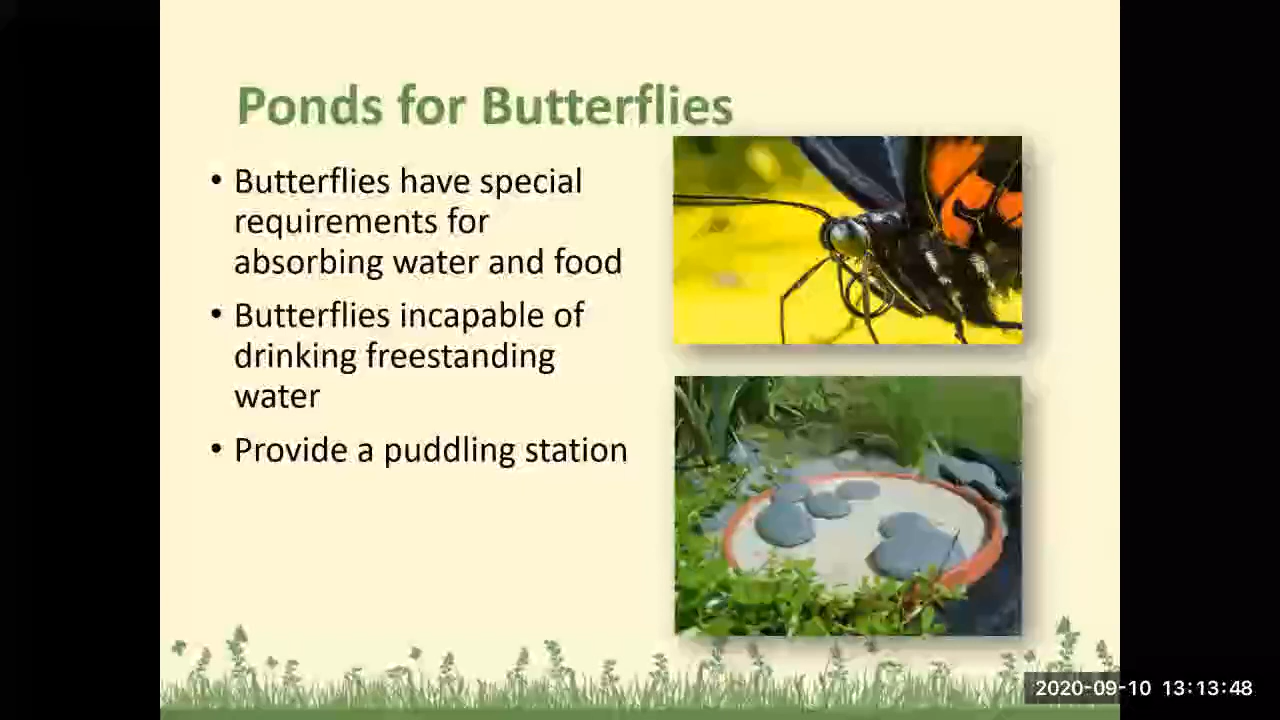 Ponds for Butterflies
• Butterflies have special
requirements for
absorbing water and food
• Butterflies incapable of
drinking freestanding
water
• Provide a puddling station
2020-09-10 13:13:48